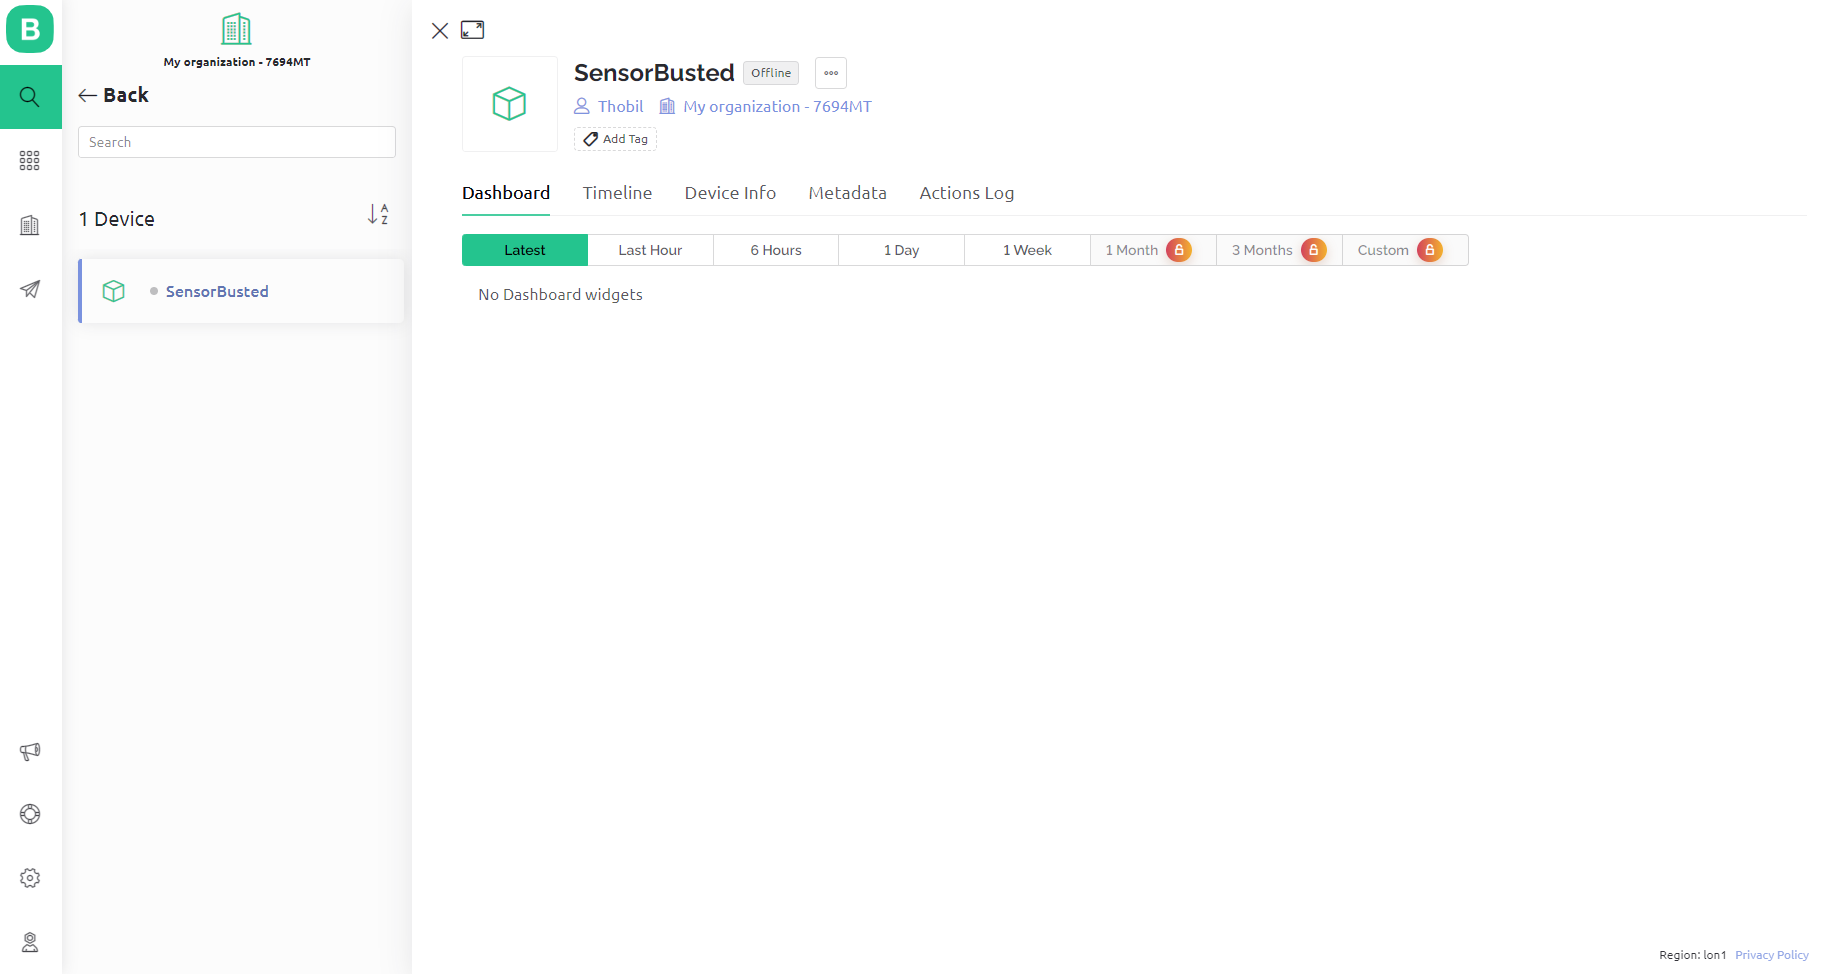 B
My organization - 7694MT
Back
Search
1 Device
A
Z
SensorBusted
SensorBusted Offline
Thobil My organization - 7694MT
Add Tag
Dashboard Timeline Device Info Metadata Actions Log
Latest Last Hour 6 Hours 1 Day 1 Week 1 Month 3 Months Custom
No Dashboard widgets
Region: lon1 Privacy Policy